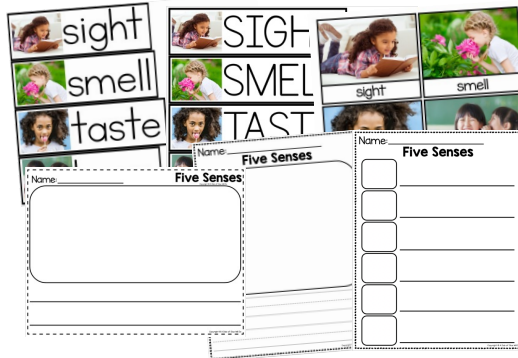 sight
smell
taste
SIGH
SMEL
TAST
sight
smell
Name:
Five Senses
Name:
Five Senses
Name:
Five Senses